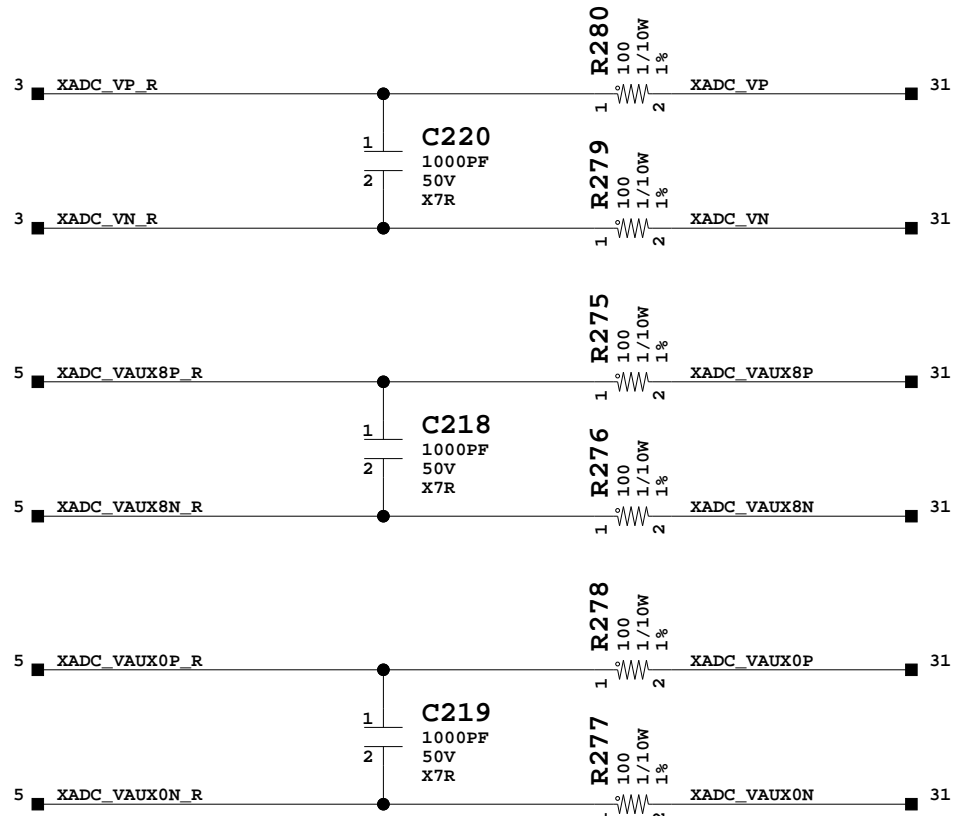 R280
100
1/10W
1%
3 XADC_VP_R 1 2 XADC_VP 31
1 C220
1000PF
2 50V
X7R
R279
100
1/10W
1%
3 XADC_VN_R 1 2 XADC_VN 31
R275
100
1/10W
1%
5 XADC_VAUX8P_R 1 2 XADC_VAUX8P 31
1 C218
1000PF
2 50V
X7R
R276
100
1/10W
1%
5 XADC_VAUX8N_R 1 2 XADC_VAUX8N 31
R278
100
1/10W
1%
5 XADC_VAUX0P_R 1 2 XADC_VAUX0P 31
1 C219
1000PF
2 50V
X7R
R277
100
1/10W
1%
5 XADC_VAUX0N_R XADC_VAUX0N 31